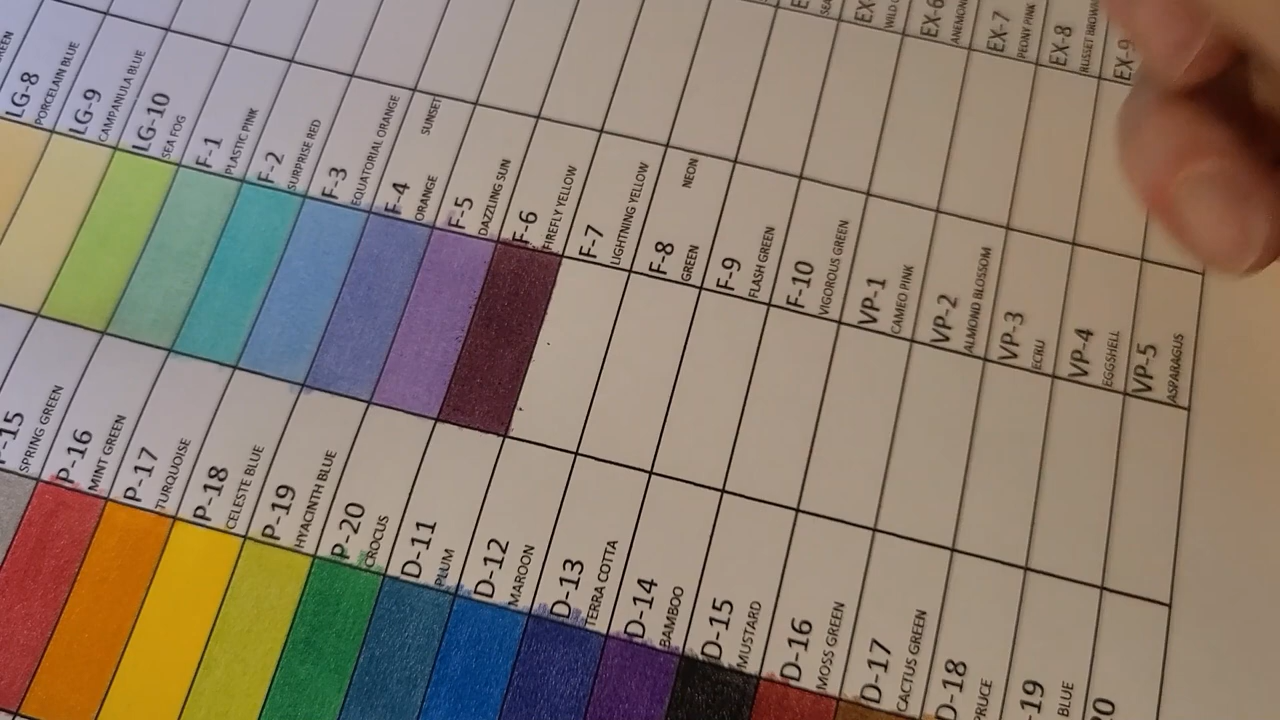 LG-8
PORCELAIN BLUE
LG-9
CAMPANULA BLUE
LG-10
SEA FOG
F-1
PLASTIC PINK
F-2
SURPRISE RED
F-3
EQUATORIAL ORANGE
F-4
SUNSET
ORANGE
F-5
DAZZLING SUN
F-6
FIREFLY YELLOW
F-7
LIGHTNING YELLOW
F-8
NEON
GREEN
F-9
FLASH GREEN
F-10
VIGOROUS GREEN
VP-1
CAMEO PINK
VP-2
ALMOND BLOSSOM
VP-3
ECRU
VP-4
EGGSHELL
VP-5
ASPARAGUS
EX-6
EX-7
PEONY PINK
EX-8
RUSSET BROWN
EX-9
SPRING GREEN
P-16
MINT GREEN
P-17
TURQUOISE
P-18
CELESTE BLUE
P-19
HYACINTH BLUE
P-20
CROCUS
D-11
PLUM
D-12
MAROON
D-13
TERRA COTTA
D-14
BAMBOO
D-15
MUSTARD
D-16
MOSS GREEN
D-17
CACTUS GREEN
D-18
BLUE